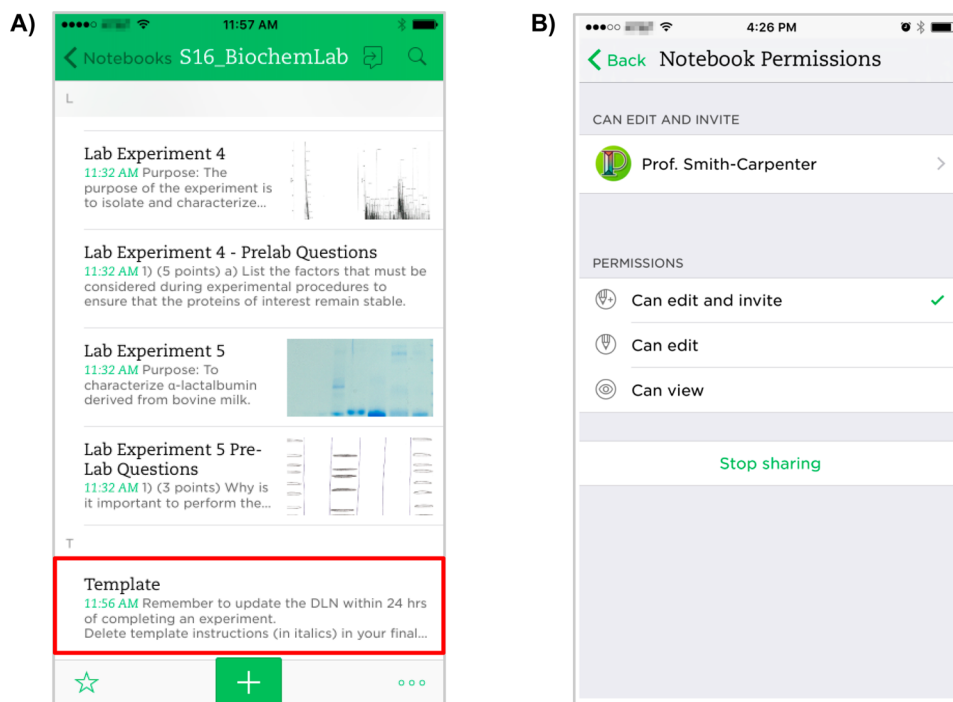 A)
11:57 AM
Notebooks S16_BiochemLab
L
Lab Experiment 4
11:32 AM Purpose: The
purpose of the experiment is
to isolate and characterize...
Lab Experiment 4 - Prelab Questions
11:32 AM 1) (5 points) a) List the factors that must be
considered during experimental procedures to
ensure that the proteins of interest remain stable.
Lab Experiment 5
11:32 AM Purpose: To
characterize α-lactalbumin
derived from bovine milk.
Lab Experiment 5 Pre-
Lab Questions
11:32 AM 1) (3 points) Why is
it important to perform the...
T
Template
11:56 AM Remember to update the DLN within 24 hrs
of completing an experiment.
Delete template instructions (in italics) in your final...
B)
4:26 PM
Back Notebook Permissions
CAN EDIT AND INVITE
P Prof. Smith-Carpenter
PERMISSIONS
Can edit and invite
Can edit
Can view
Stop sharing